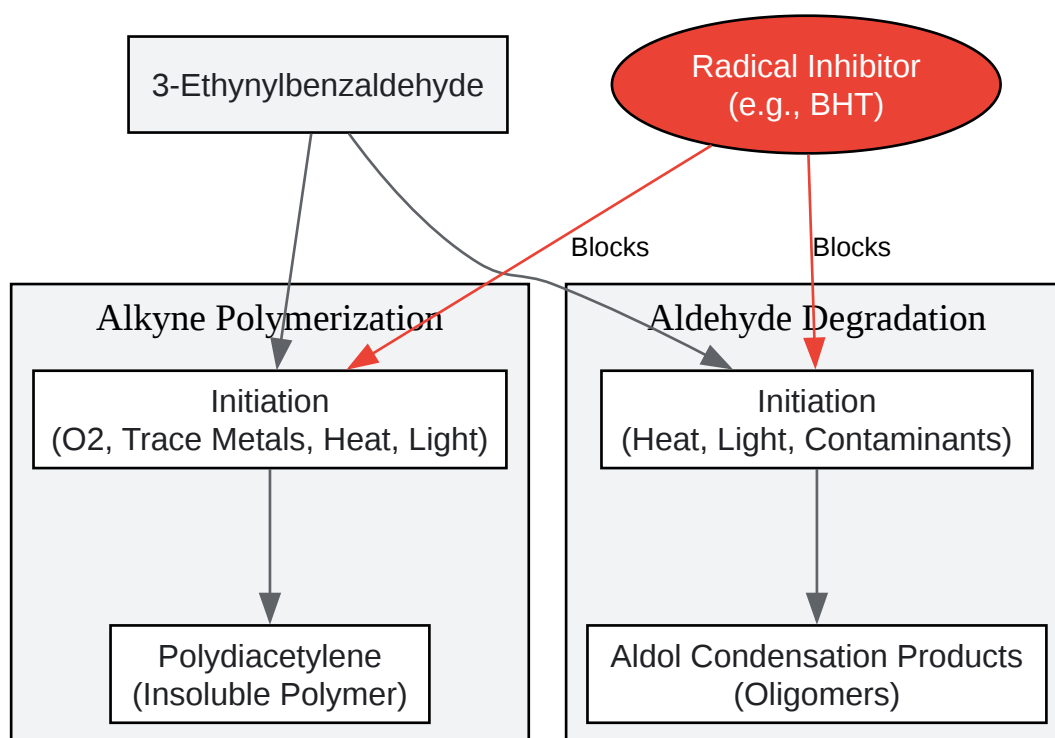 3-Ethynylbenzaldehyde
Radical Inhibitor
(e.g., BHT)
Blocks
Blocks
Alkyne Polymerization
Aldehyde Degradation
Initiation
(O2, Trace Metals, Heat, Light)
Initiation
(Heat, Light, Contaminants)
Polydiacetylene
(Insoluble Polymer)
Aldol Condensation Products
(Oligomers)